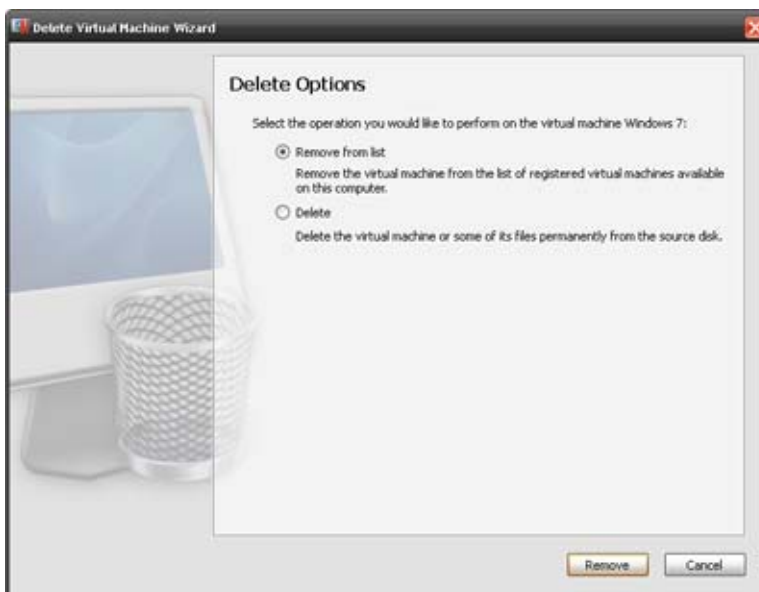 Delete Virtual Machine Wizard
Delete Options
Select the operation you would like to perform on the virtual machine Windows 7:
Remove from list
Remove the virtual machine from the list of registered virtual machines available
on this computer.
Delete
Delete the virtual machine or some of its files permanently from the source disk.
Remove
Cancel